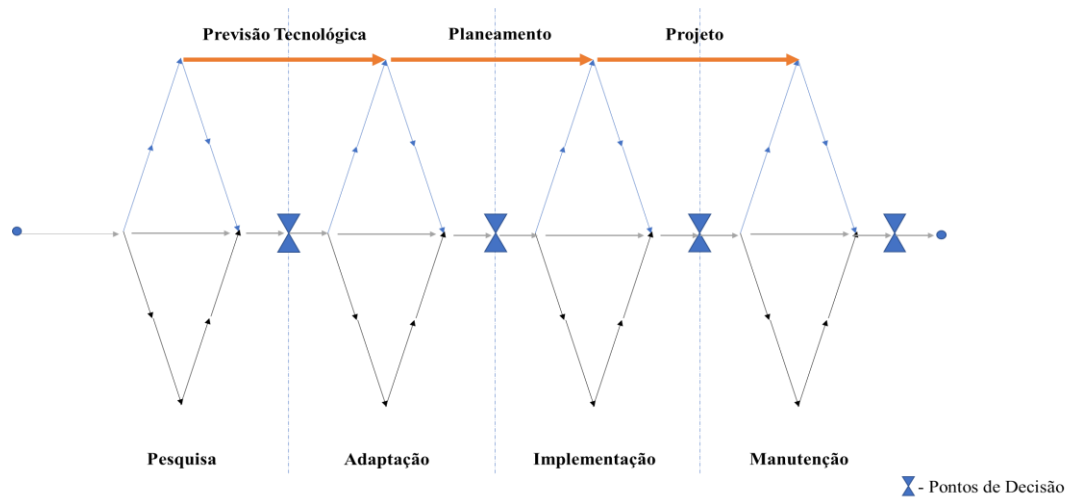 Previsão Tecnológica
Planeamento
Projeto
Pesquisa
Adaptação
Implementação
Manutenção
- Pontos de Decisão